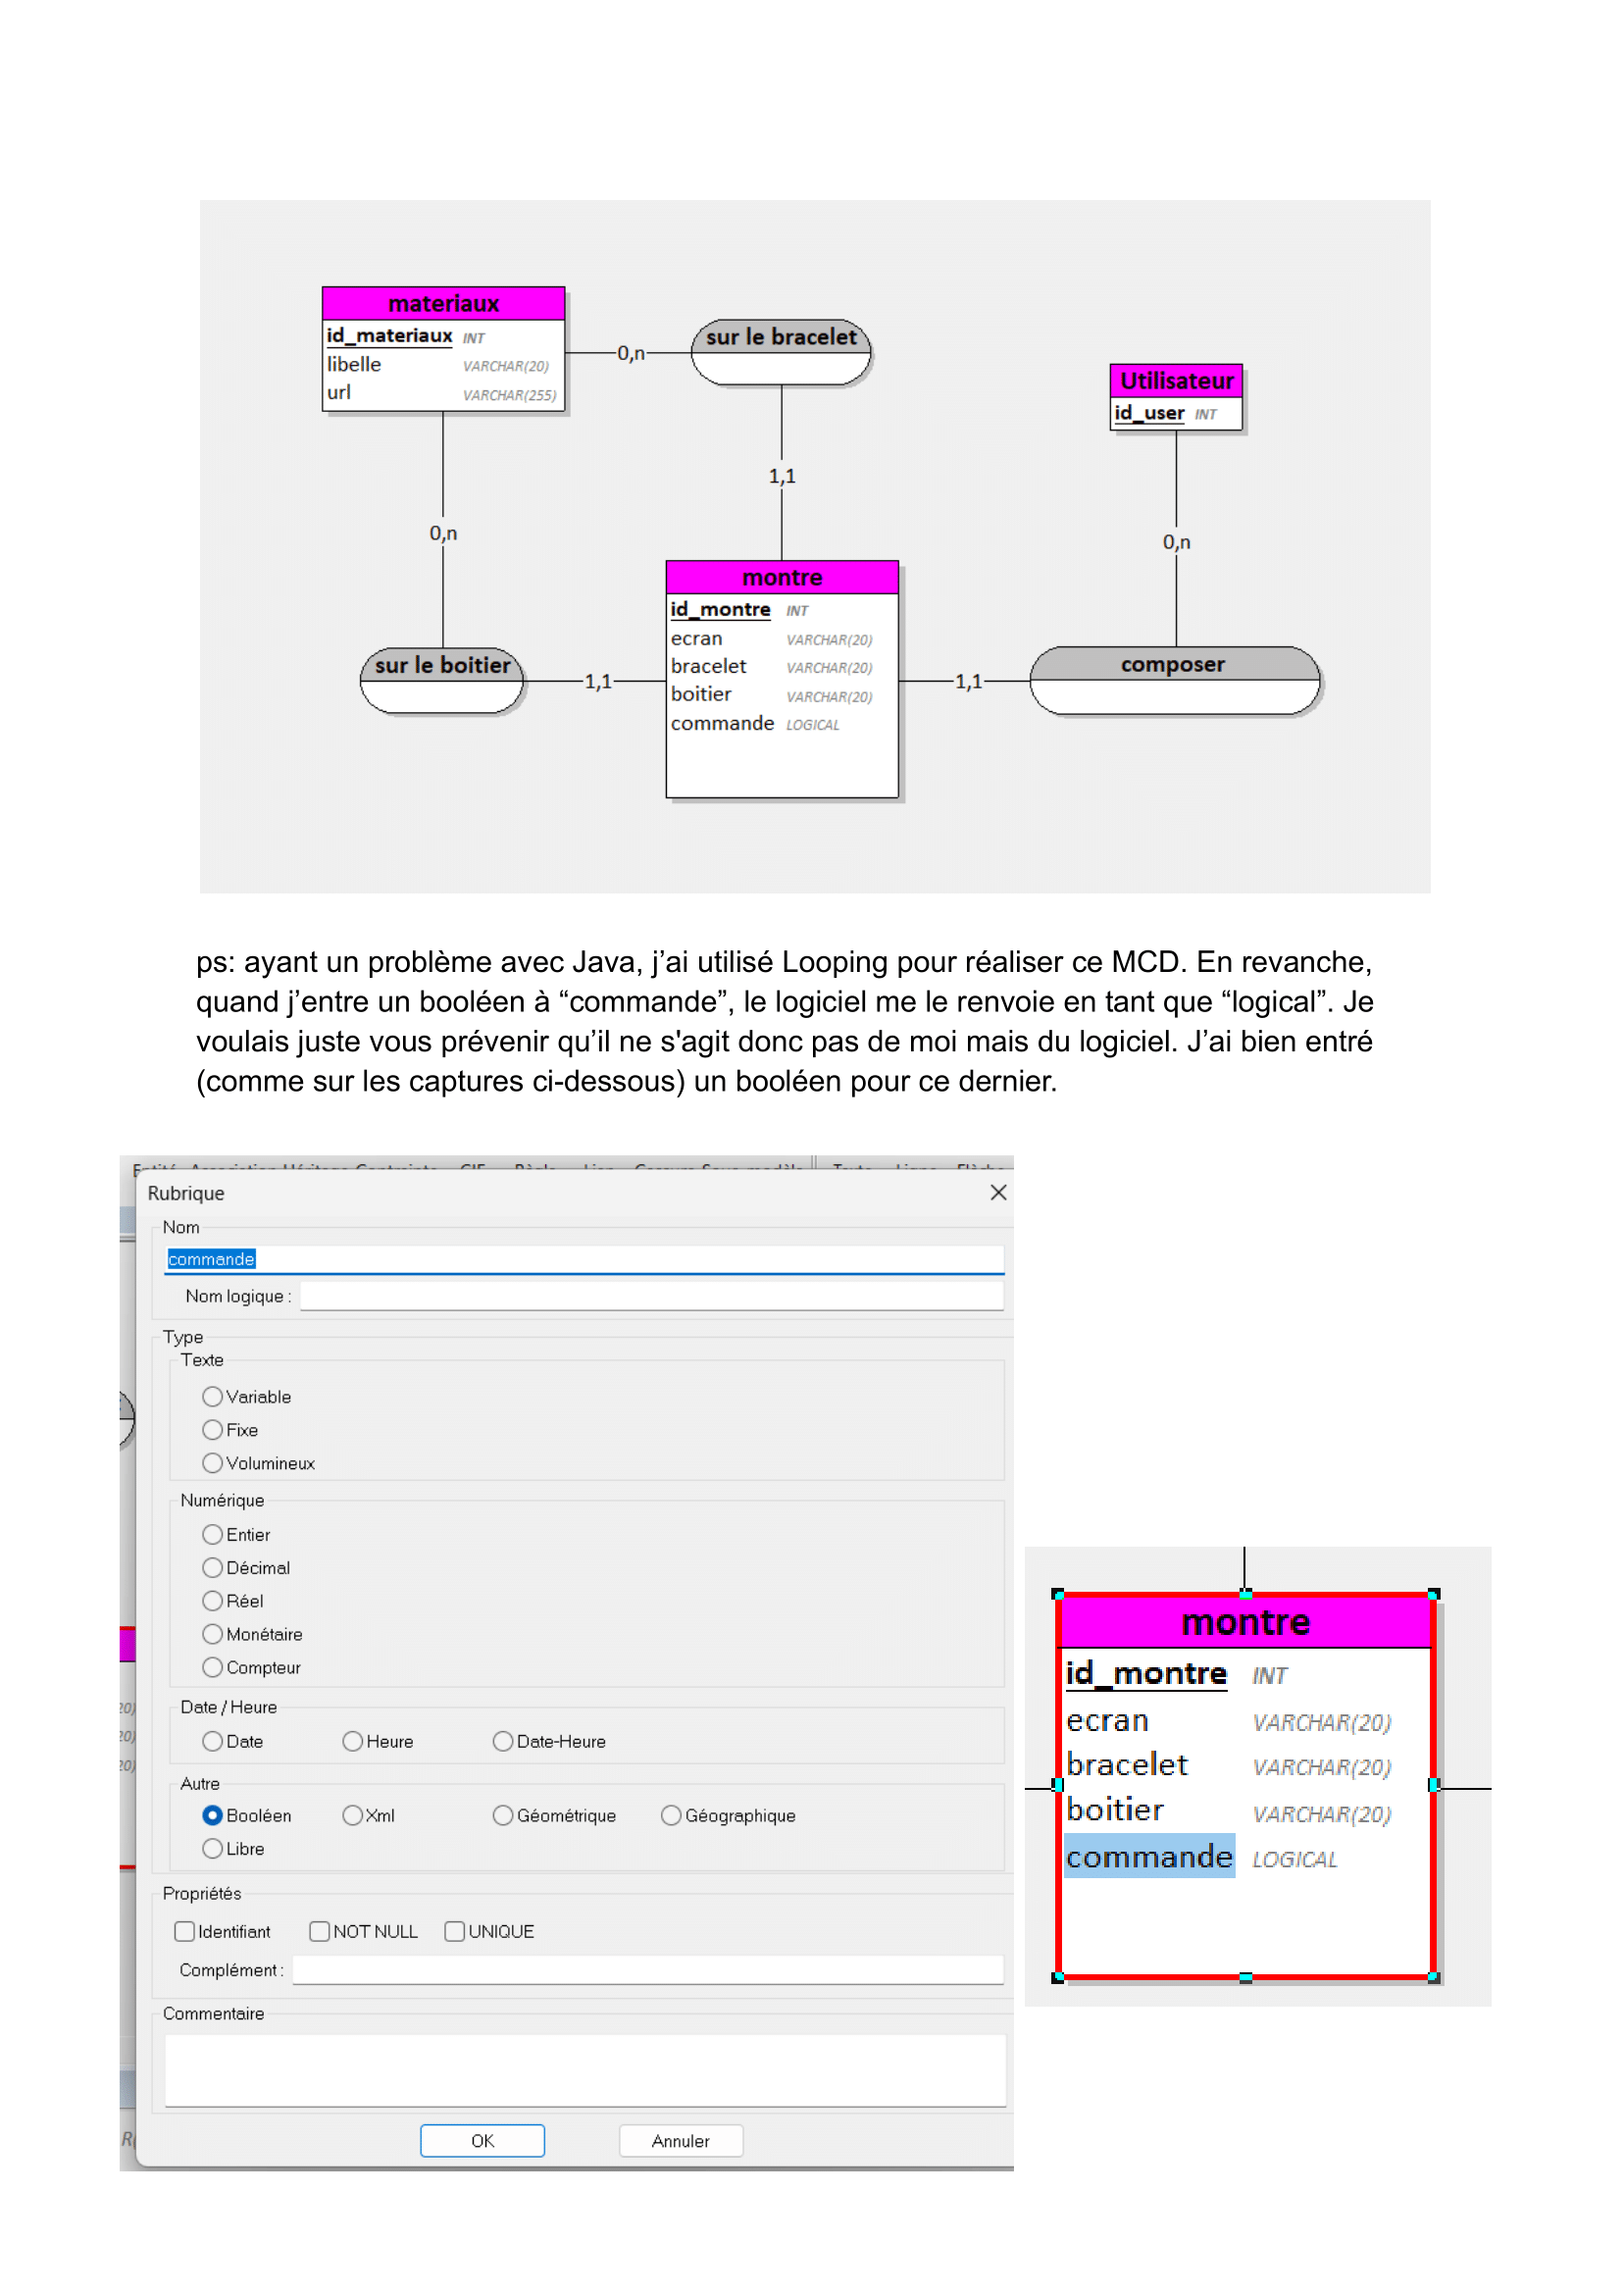 materiaux
id_materiaux INT
libelle VARCHAR(20)
url VARCHAR(255)
0,n
sur le bracelet
Utilisateur
id_user INT
1,1
0,n
0,n
montre
id_montre INT
ecran VARCHAR(20)
bracelet VARCHAR(20)
boitier VARCHAR(20)
commande LOGICAL
sur le boitier
1,1
1,1
composer
ps: ayant un problème avec Java, j’ai utilisé Looping pour réaliser ce MCD. En revanche,
quand j’entre un booléen à “commande”, le logiciel me le renvoie en tant que “logical”. Je
voulais juste vous prévenir qu’il ne s'agit donc pas de moi mais du logiciel. J’ai bien entré
(comme sur les captures ci-dessous) un booléen pour ce dernier.
Rubrique
Nom
commande
Nom logique :
Type
Texte
Variable
Fixe
Volumineux
Numérique
Entier
Décimal
Réel
Monétaire
Compteur
Date / Heure
Date Heure Date-Heure
Autre
Booléen Xml Géométrique Géographique
Libre
Propriétés
Identifiant NOT NULL UNIQUE
Complément :
Commentaire
OK Annuler
montre
id_montre INT
ecran VARCHAR(20)
bracelet VARCHAR(20)
boitier VARCHAR(20)
commande LOGICAL